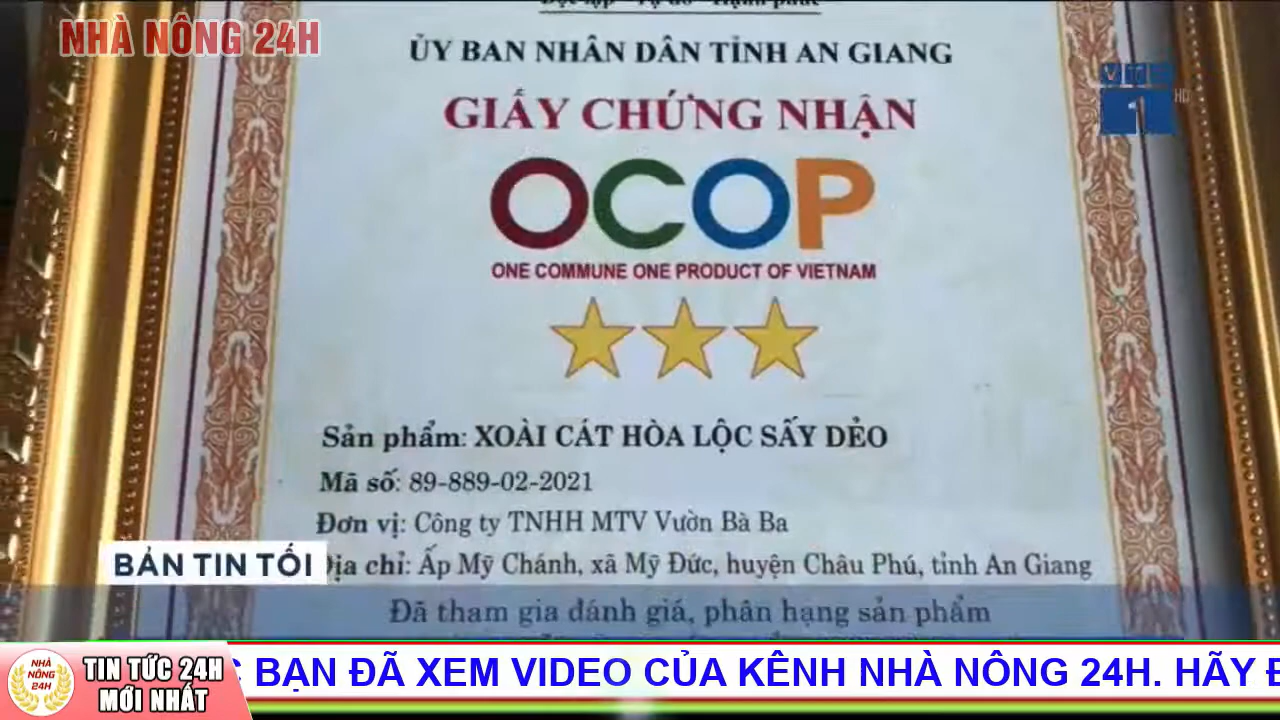 NHÀ NÔNG 24H
ỦY BAN NHÂN DÂN TỈNH AN GIANG
VTC
1 HD
GIẤY CHỨNG NHẬN
OCOP
ONE COMMUNE ONE PRODUCT OF VIETNAM
Sản phẩm: XOÀI CÁT HÒA LỘC SẤY DẺO
Mã số: 89-889-02-2021
Đơn vị: Công ty TNHH MTV Vườn Bà Ba
BẢN TIN TỐI
chỉ: Ấp Mỹ Chánh, xã Mỹ Đức, huyện Châu Phú, tỉnh An Giang
Đã tham gia đánh giá, phân hạng sản phẩm
NHÀ NÔNG 24H
TIN TỨC 24H
MỚI NHẤT
BẠN ĐÃ XEM VIDEO CỦA KÊNH NHÀ NÔNG 24H. HÃY